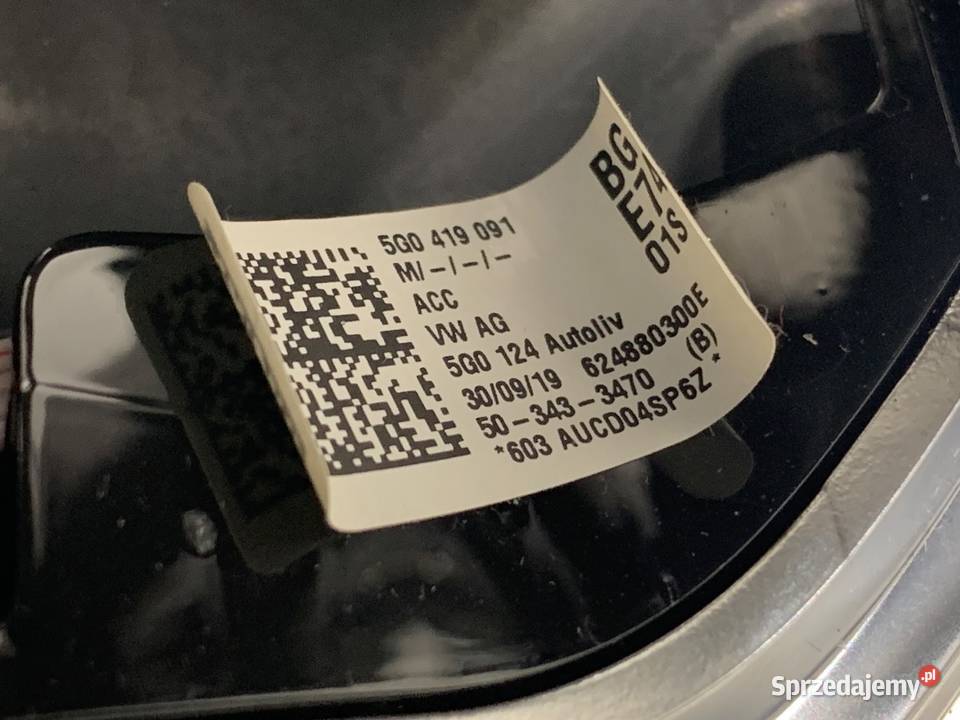 5G0 419 091
M/-/-/-
ACC
VW AG
5G0 124 Autoliv
30/09/19 624880300E
50-343-3470 (B)
*603 AUCD04SP6Z*
BG
E74
01S
Sprzedajemy.pl